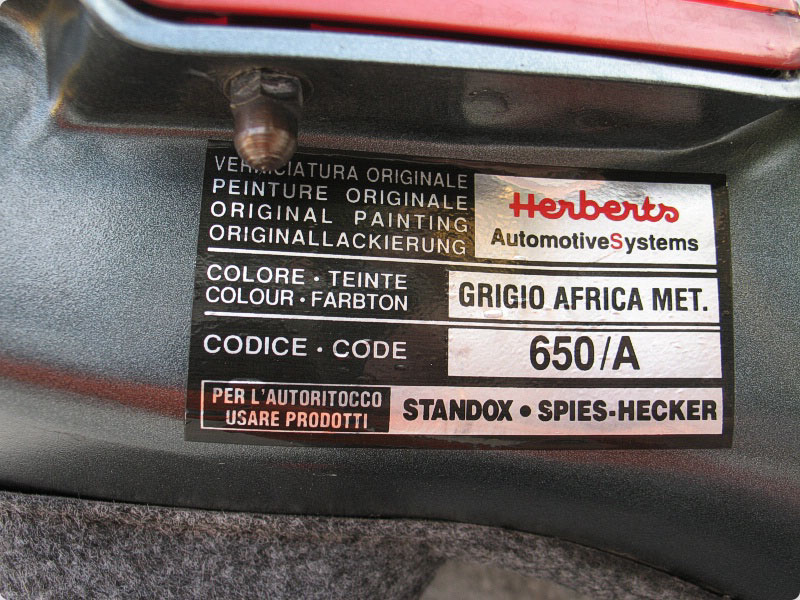 VERNICIATURA ORIGINALE
PEINTURE ORIGINALE
ORIGINAL PAINTING
ORIGINALLACKIERUNG
Herberts
AutomotiveSystems
COLORE · TEINTE
COLOUR · FARBTON
GRIGIO AFRICA MET.
CODICE · CODE
650/A
PER L'AUTORITOCCO
USARE PRODOTTI
STANDOX • SPIES-HECKER